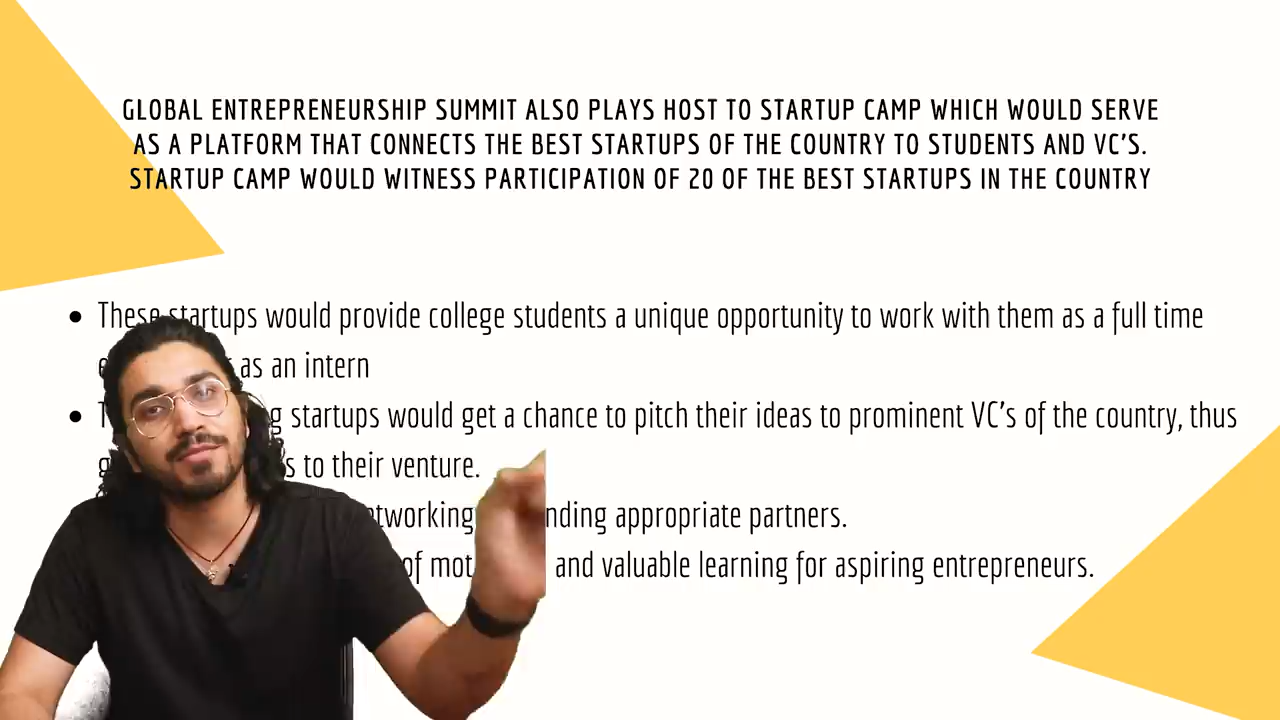 GLOBAL ENTREPRENEURSHIP SUMMIT ALSO PLAYS HOST TO STARTUP CAMP WHICH WOULD SERVE
AS A PLATFORM THAT CONNECTS THE BEST STARTUPS OF THE COUNTRY TO STUDENTS AND VC'S.
STARTUP CAMP WOULD WITNESS PARTICIPATION OF 20 OF THE BEST STARTUPS IN THE COUNTRY
• These startups would provide college students a unique opportunity to work with them as a full time
as an intern
• startups would get a chance to pitch their ideas to prominent VC's of the country, thus
to their venture.
appropriate partners.
of and valuable learning for aspiring entrepreneurs.